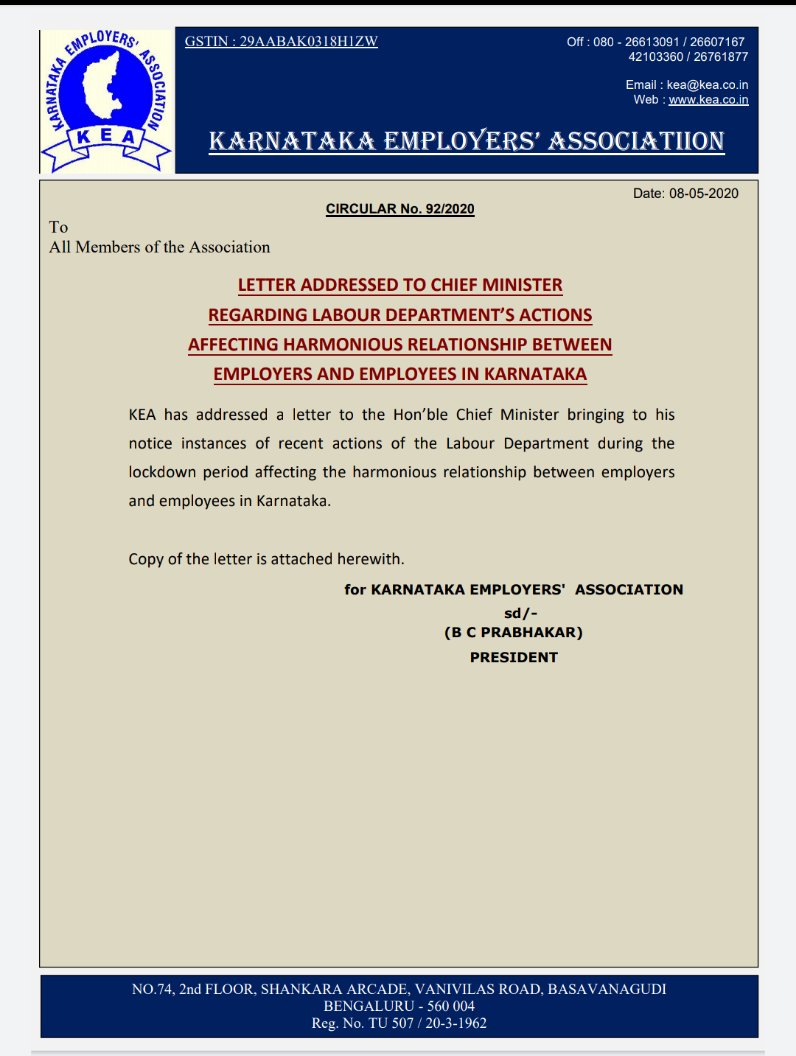 KARNATAKA EMPLOYERS' ASSOCIATION
K E A
GSTIN : 29AABAK0318H1ZW
Off : 080 - 26613091 / 26607167
42103360 / 26761877
Email : kea@kea.co.in
Web : www.kea.co.in
KARNATAKA EMPLOYERS' ASSOCIATIION
Date: 08-05-2020
CIRCULAR No. 92/2020
To
All Members of the Association
LETTER ADDRESSED TO CHIEF MINISTER
REGARDING LABOUR DEPARTMENT'S ACTIONS
AFFECTING HARMONIOUS RELATIONSHIP BETWEEN
EMPLOYERS AND EMPLOYEES IN KARNATAKA
KEA has addressed a letter to the Hon'ble Chief Minister bringing to his
notice instances of recent actions of the Labour Department during the
lockdown period affecting the harmonious relationship between employers
and employees in Karnataka.
Copy of the letter is attached herewith.
for KARNATAKA EMPLOYERS' ASSOCIATION
sd/-
(B C PRABHAKAR)
PRESIDENT
NO.74, 2nd FLOOR, SHANKARA ARCADE, VANIVILAS ROAD, BASAVANAGUDI
BENGALURU - 560 004
Reg. No. TU 507 / 20-3-1962